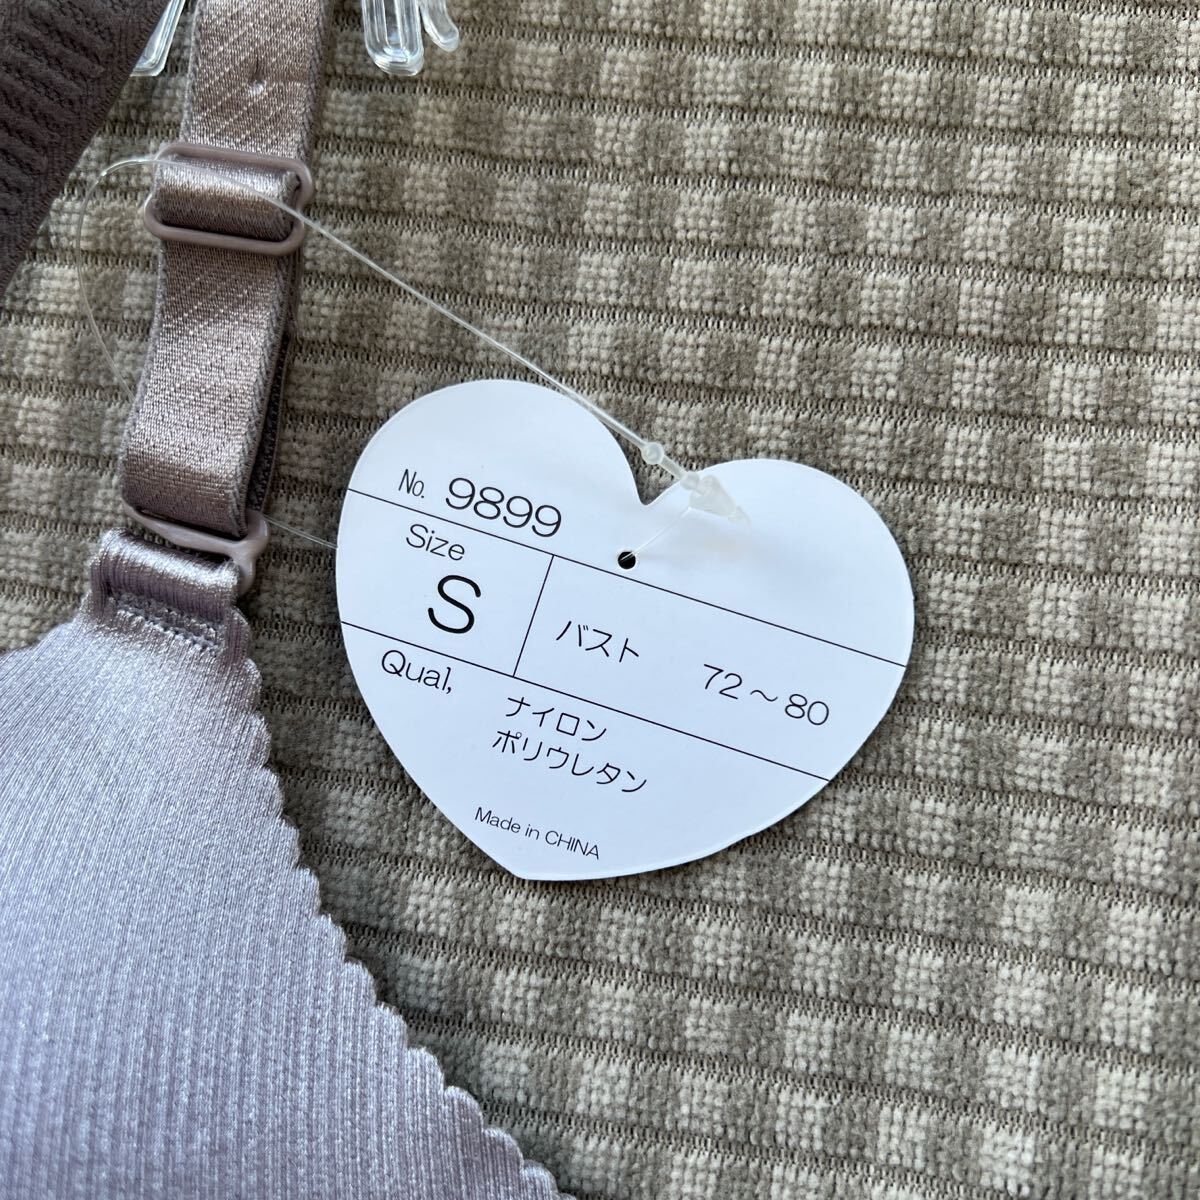 No. 9899
Size
S
バスト 72～80
Qual, ナイロン
ポリウレタン
Made in CHINA